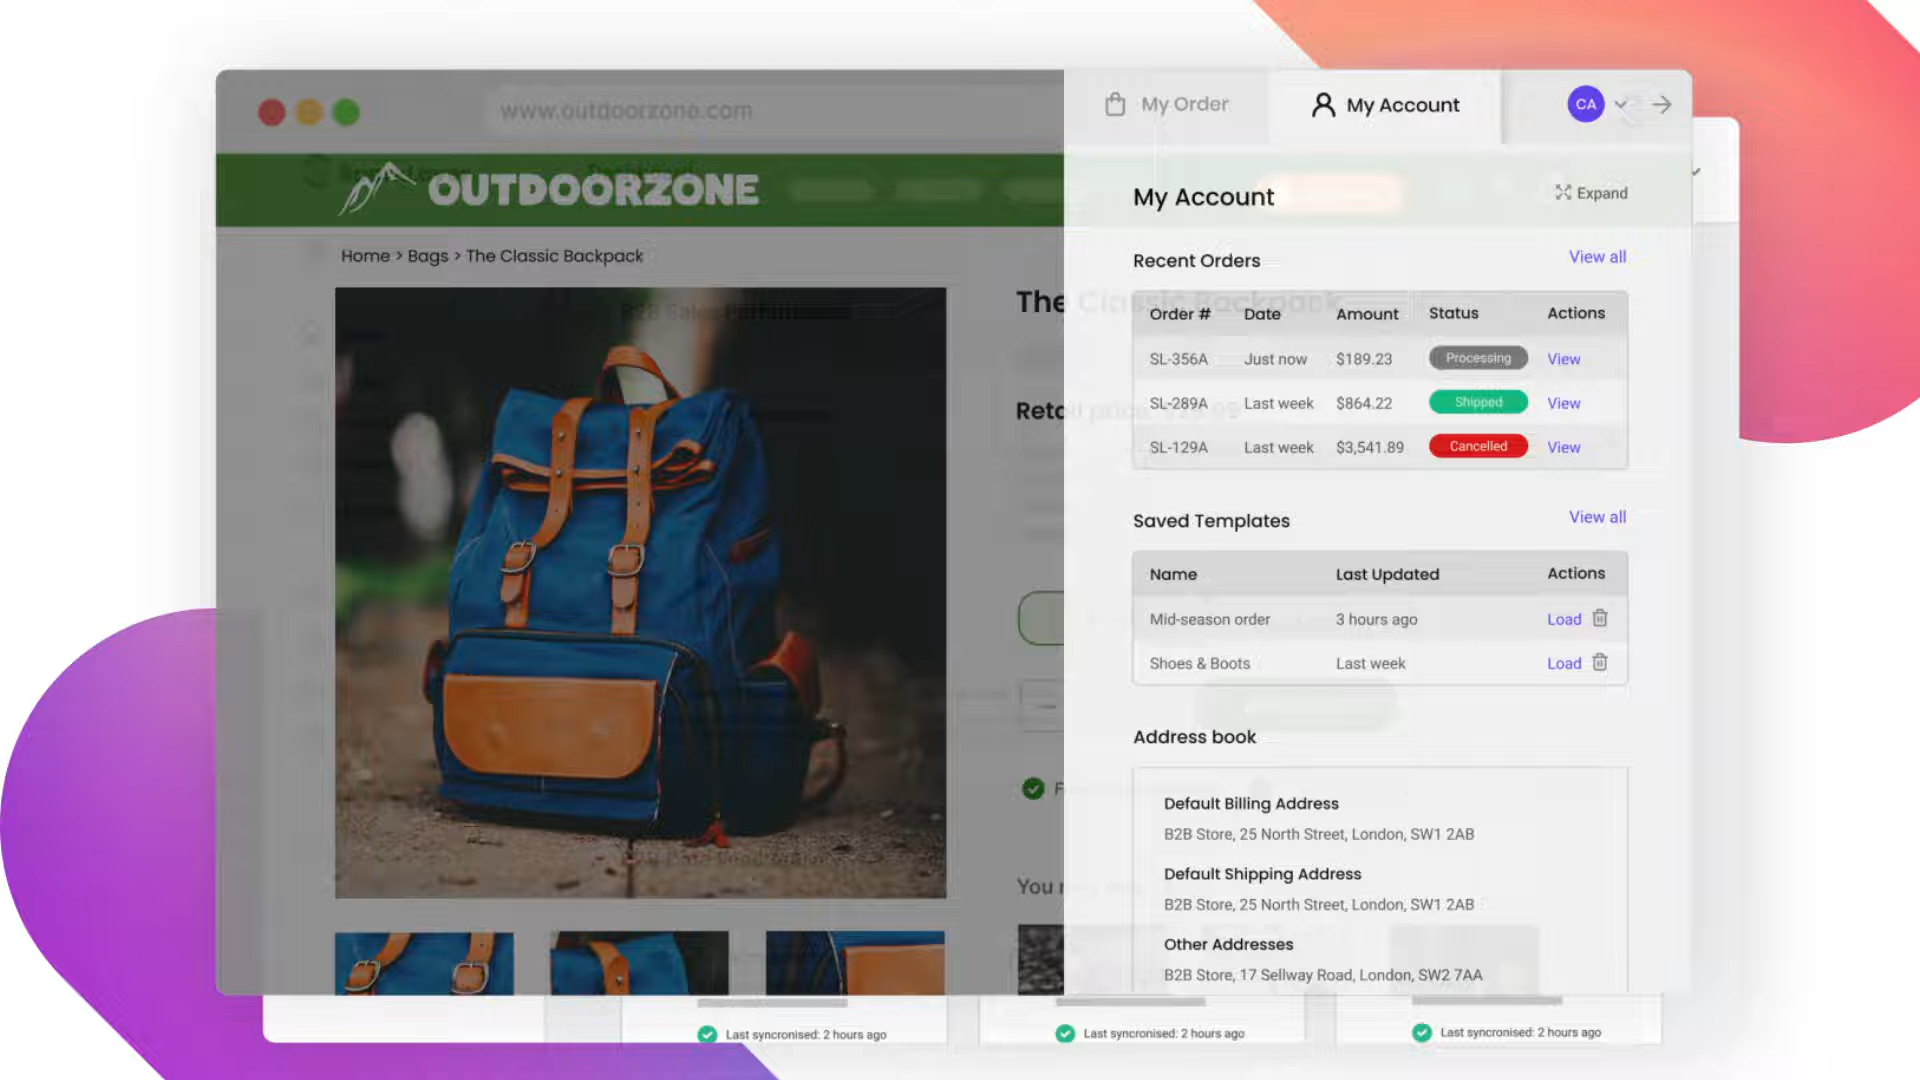 www.outdoorzone.com
My Order
My Account
CA
OUTDOORZONE
My Account
Expand
Home > Bags > The Classic Backpack
Recent Orders
View all
The Classic Backpack
Order # Date Amount Status Actions
SL-356A Just now $189.23 Processing View
SL-289A Last week $864.22 Shipped View
Retail price
SL-129A Last week $3,541.89 Cancelled View
Saved Templates
View all
Name Last Updated Actions
Mid-season order 3 hours ago Load
Shoes & Boots Last week Load
Address book
Default Billing Address
B2B Store, 25 North Street, London, SW1 2AB
Default Shipping Address
B2B Store, 25 North Street, London, SW1 2AB
You
Other Addresses
B2B Store, 17 Sellway Road, London, SW2 7AA
Last syncronised: 2 hours ago
Last syncronised: 2 hours ago
Last syncronised: 2 hours ago